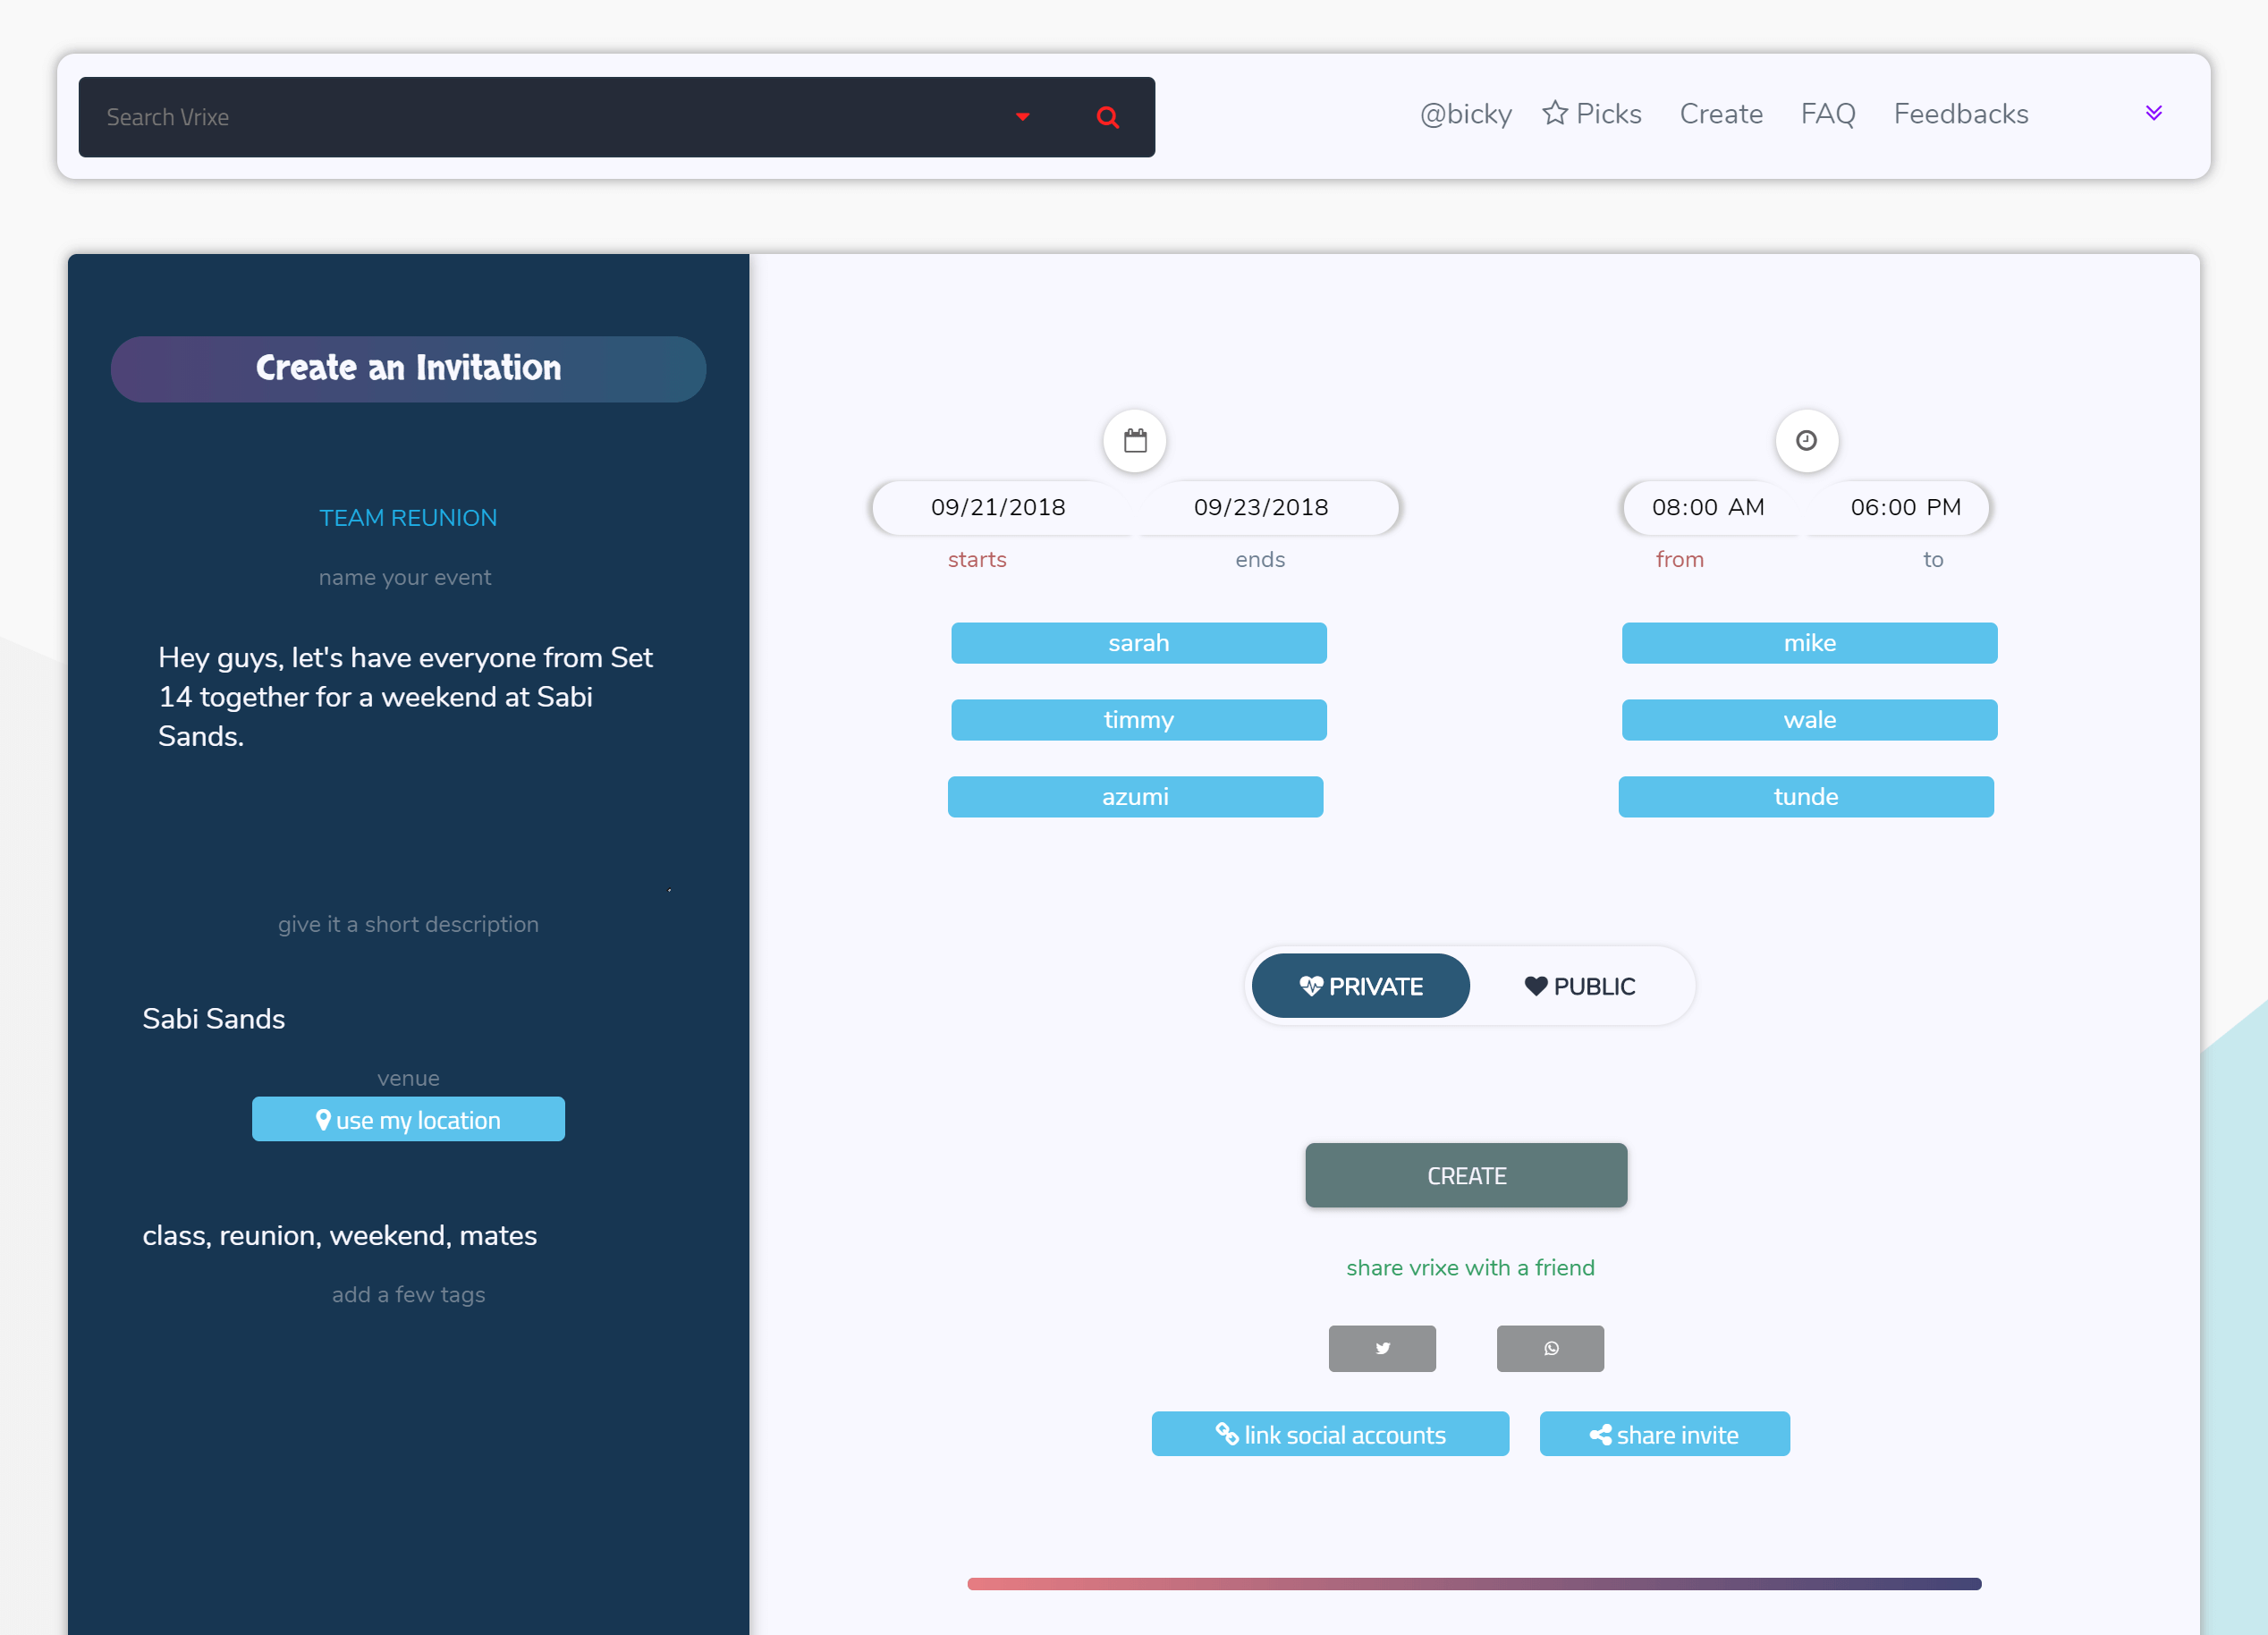 Search Vrixe
@bicky Picks Create FAQ Feedbacks
Create an Invitation
TEAM REUNION
name your event
Hey guys, let's have everyone from Set
14 together for a weekend at Sabi
Sands.
give it a short description
Sabi Sands
venue
use my location
class, reunion, weekend, mates
add a few tags
09/21/2018 09/23/2018
starts ends
08:00 AM 06:00 PM
from to
sarah mike
timmy wale
azumi tunde
PRIVATE PUBLIC
CREATE
share vrixe with a friend
link social accounts share invite